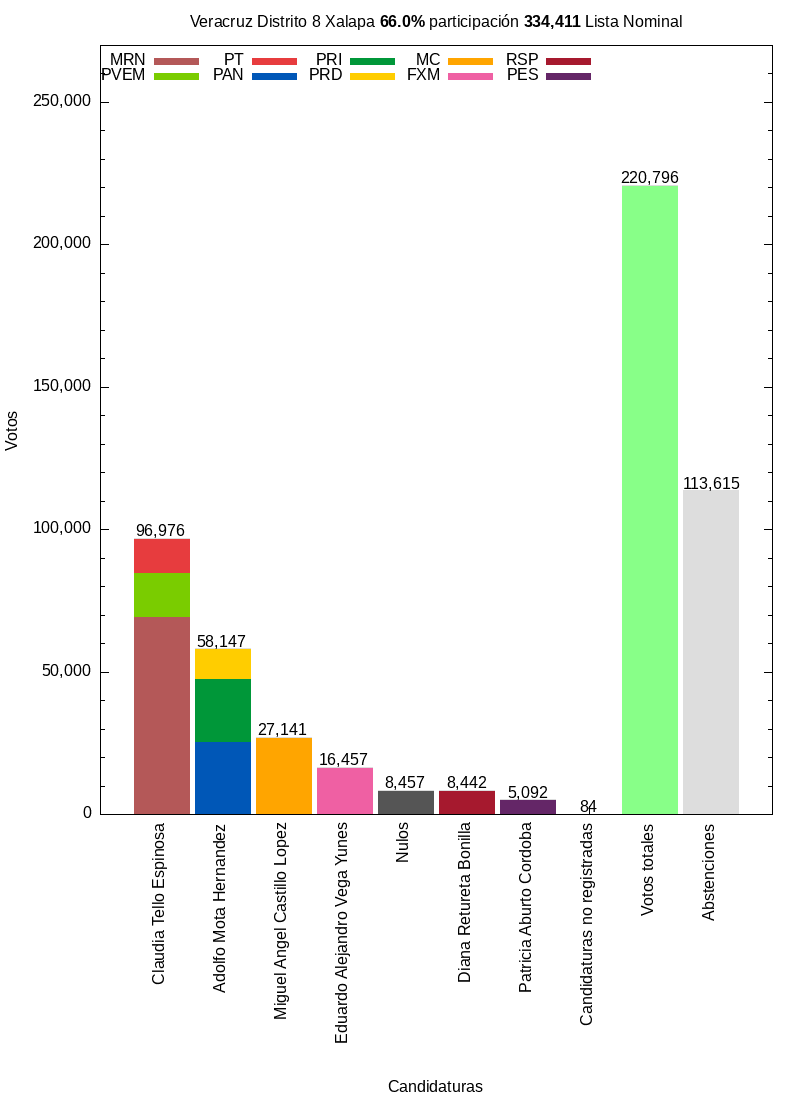 Veracruz Distrito 8 Xalapa 66.0% participación 334,411 Lista Nominal
MRN PT PRI MC RSP
PVEM PAN PRD FXM PES
250,000
200,000
150,000
100,000
50,000
0
Votos
96,976
58,147
27,141
16,457
8,457
8,442
5,092
84
220,796
113,615
Claudia Tello Espinosa
Adolfo Mota Hernandez
Miguel Angel Castillo Lopez
Eduardo Alejandro Vega Yunes
Nulos
Diana Retureta Bonilla
Patricia Aburto Cordoba
Candidaturas no registradas
Votos totales
Abstenciones
Candidaturas